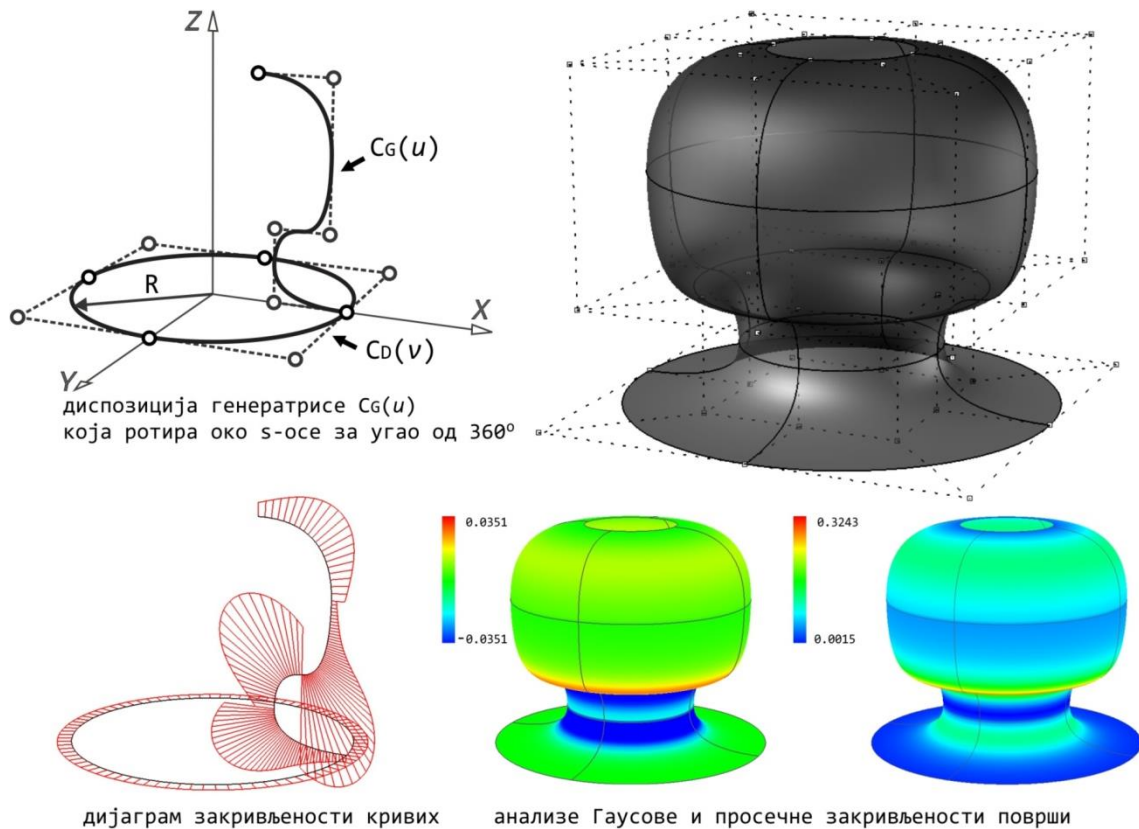 Z
CG(u)
R
X
CD(v)
Y
диспозиција генератрисе CG(u)
која ротира око s-осе за угао од 360º
0.0351
-0.0351
0.3243
0.0015
дијаграм закривљености кривих
анализе Гаусове и просечне закривљености површи